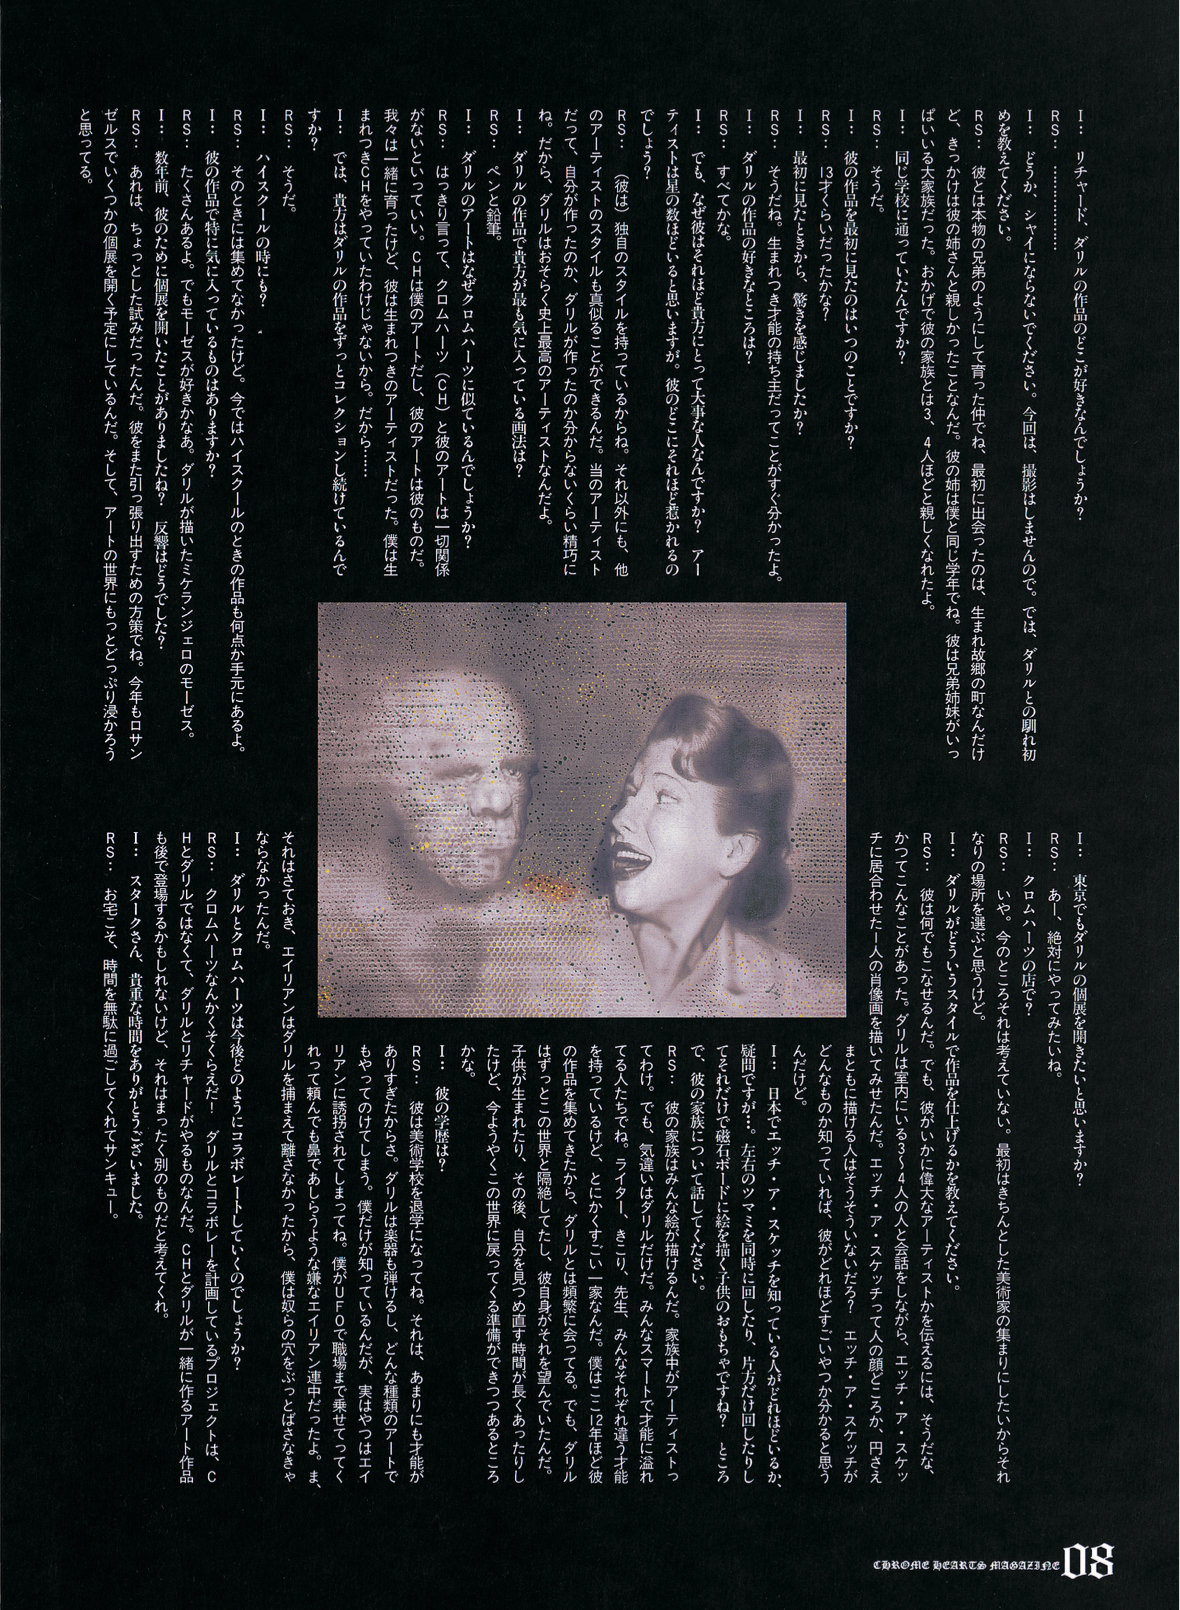 I： リチャード、ダリルの作品のどこが好きなんでしょうか？
RS： …………………
I： どうか、シャイにならないでください。今回は、撮影はしませんので。では、ダリルとの馴れ初
めを教えてください。
RS： 彼とは本物の兄弟のようにして育った仲でね、最初に出会ったのは、生まれ故郷の町なんだけ
ど、きっかけは彼の姉さんと親しかったことなんだ。彼の姉は僕と同じ学年でね。彼は兄弟姉妹がいっ
ぱいいる大家族だった。おかげで彼の家族とは3、4人ほどと親しくなれたよ。
I： 同じ学校に通っていたんですか？
RS： そうだ。
I： 彼の作品を最初に見たのはいつのことですか？
RS： 13才くらいだったかな？
I： 最初に見たときから、驚きを感じましたか？
RS： そうだね。生まれつき才能の持ち主だってことがすぐ分かったよ。
I： ダリルの作品の好きなところは？
RS： すべてかな。
I： でも、なぜ彼はそれほど貴方にとって大事な人なんですか？ アー
ティストは星の数ほどいると思いますが。彼のどこにそれほど惹かれるの
でしょう？
RS： （彼は）独自のスタイルを持っているからね。それ以外にも、他
のアーティストのスタイルも真似ることができるんだ。当のアーティスト
だって、自分が作ったのか、ダリルが作ったのか分からないくらい精巧に
ね。だから、ダリルはおそらく史上最高のアーティストなんだよ。
I： ダリルの作品で貴方が最も気に入っている画法は？
RS： ペンと鉛筆。
I： ダリルのアートはなぜクロムハーツに似ているんでしょうか？
RS： はっきり言って、クロムハーツ（CH）と彼のアートは一切関係
がないといっていい。CHは僕のアートだし、彼のアートは彼のものだ。
我々は一緒に育ったけど、彼は生まれつきのアーティストだった。僕は生
まれつきCHをやっていたわけじゃないから。だから……
I： では、貴方はダリルの作品をずっとコレクションし続けているんで
すか？
RS： そうだ。
I： ハイスクールの時にも？
RS： そのときには集めてなかったけど。今ではハイスクールのときの作品も何点か手元にあるよ。
I： 彼の作品で特に気に入っているものはありますか？
RS： たくさんあるよ。でもモーゼスが好きかなあ。ダリルが描いたミケランジェロのモーゼス。
I： 数年前、彼のために個展を開いたことがありましたね？ 反響はどうでした？
RS： あれは、ちょっとした試みだったんだ。彼をまた引っ張り出すための方策でね。今年もロサン
ゼルスでいくつかの個展を開く予定にしているんだ。そして、アートの世界にもっとどっぷり浸かろう
と思ってる。
I： 東京でもダリルの個展を開きたいと思いますか？
RS： あー、絶対にやってみたいね。
I： クロムハーツの店で？
RS： いや。今のところそれは考えていない。最初はきちんとした美術家の集まりにしたいからそれ
なりの場所を選ぶと思うけど。
I： ダリルがどういうスタイルで作品を仕上げるかを教えてください。
RS： 彼は何でもこなせるんだ。でも、彼がいかに偉大なアーティストかを伝えるには、そうだな、
かつてこんなことがあった。ダリルは室内にいる3〜4人の人と会話をしながら、エッチ・ア・スケッ
チに居合わせた1人の肖像画を描いてみせたんだ。エッチ・ア・スケッチって人の顔どころか、円さえ
まともに描ける人はそうそういないだろ？ エッチ・ア・スケッチが
どんなものか知っていれば、彼がどれほどすごいやつか分かると思う
んだけど。
I： 日本でエッチ・ア・スケッチを知っている人がどれほどいるか、
疑問ですが…。左右のツマミを同時に回したり、片方だけ回したりし
てそれだけで磁石ボードに絵を描く子供のおもちゃですね？ ところ
で、彼の家族について話してください。
RS： 彼の家族はみんな絵が描けるんだ。家族中がアーティストっ
てわけ。でも、気違いはダリルだけだ。みんなスマートで才能に溢れ
てる人たちでね。ライター、きこり、先生、みんなそれぞれ違う才能
を持っているけど、とにかくすごい一家なんだ。僕はここ12年ほど彼
の作品を集めてきたから、ダリルとは頻繁に会ってる。でも、ダリル
はずっとこの世界と隔絶してたし、彼自身がそれを望んでいたんだ。
子供が生まれたり、その後、自分を見つめ直す時間が長くあったりし
たけど、今ようやくこの世界に戻ってくる準備ができつつあるところ
かな。
I： 彼の学歴は？
RS： 彼は美術学校を退学になってね。それは、あまりにも才能が
ありすぎたからさ。ダリルは楽器も弾けるし、どんな種類のアートで
もやってのけてしまう。僕だけが知っているんだが、実はやつはエイ
リアンに誘拐されてしまってね。僕がUFOで職場まで乗せてってく
れって頼んでも鼻であしらうような嫌なエイリアン連中だったよ。ま、
それはさておき、エイリアンはダリルを捕まえて離さなかったから、僕は奴らの穴をぶっとばさなきゃ
ならなかったんだ。
I： ダリルとクロムハーツは今後どのようにコラボレートしていくのでしょうか？
RS： クロムハーツなんかくそくらえだ！ ダリルとコラボレーを計画しているプロジェクトは、C
Hとダリルではなくて、ダリルとリチャードがやるものなんだ。CHとダリルが一緒に作るアート作品
も後で登場するかもしれないけど、それはまったく別のものだと考えてくれ。
I： スタークさん、貴重な時間をありがとうございました。
RS： お宅こそ、時間を無駄に過ごしてくれてサンキュー。
CHROME HEARTS MAGAZINE 08